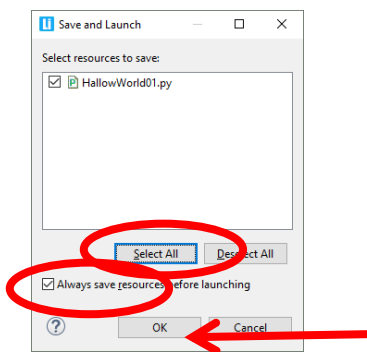 Save and Launch
Select resources to save:
HallowWorld01.py
Select All Deselect All
Always save resources before launching
OK Cancel